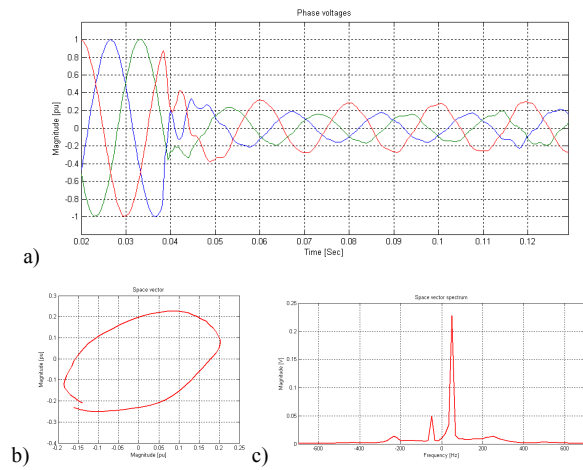 Phase voltages
Magnitude [pu]
1
0.8
0.6
0.4
0.2
0
-0.2
-0.4
-0.6
-0.8
-1
0.02 0.03 0.04 0.05 0.06 0.07 0.08 0.09 0.1 0.11 0.12
Time [Sec]
a)
Space vector
Magnitude [pu]
0.3
0.2
0.1
0
-0.1
-0.2
-0.3
-0.4
-0.2 -0.15 -0.1 -0.05 0 0.05 0.1 0.15 0.2 0.25
Magnitude [pu]
b)
Space vector spectrum
Magnitude [V]
0.25
0.2
0.15
0.1
0.05
0
-600 -400 -200 0 200 400 600
Frequency [Hz]
c)